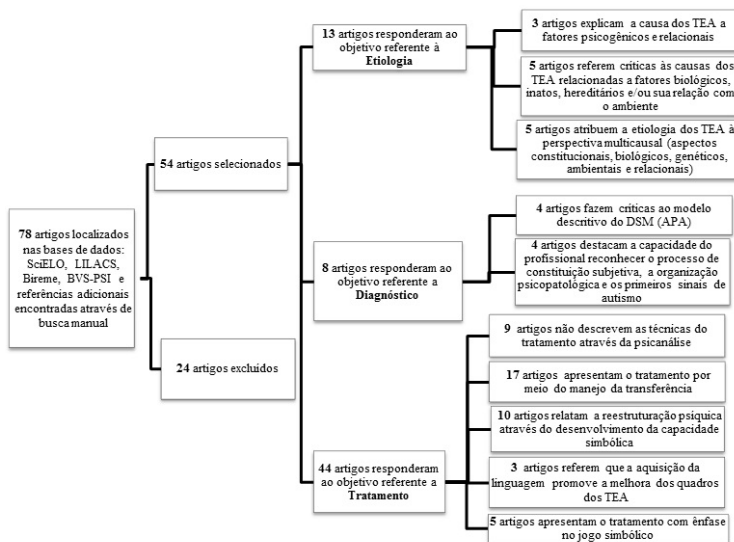 78 artigos localizados
nas bases de dados:
SciELO, LILACS,
Bireme, BVS-PSI e
referências adicionais
encontradas através de
busca manual
54 artigos selecionados
24 artigos excluídos
13 artigos responderam ao
objetivo referente à
Etiologia
8 artigos responderam ao
objetivo referente a
Diagnóstico
44 artigos responderam
ao objetivo referente a
Tratamento
3 artigos explicam a causa dos TEA a
fatores psicogênicos e relacionais
5 artigos referem críticas às causas dos
TEA relacionadas a fatores biológicos,
inatos, hereditários e/ou sua relação com
o ambiente
5 artigos atribuem a etiologia dos TEA à
perspectiva multicausal (aspectos
constitucionais, biológicos, genéticos,
ambientais e relacionais)
4 artigos fazem críticas ao modelo
descritivo do DSM (APA)
4 artigos destacam a capacidade do
profissional reconhecer o processo de
constituição subjetiva, a organização
psicopatológica e os primeiros sinais de
autismo
9 artigos não descrevem as técnicas do
tratamento através da psicanálise
17 artigos apresentam o tratamento por
meio do manejo da transferência
10 artigos relatam a reestruturação psíquica
através do desenvolvimento da capacidade
simbólica
3 artigos referem que a aquisição da
linguagem promove a melhora dos quadros
dos TEA
5 artigos apresentam o tratamento com ênfase
no jogo simbólico